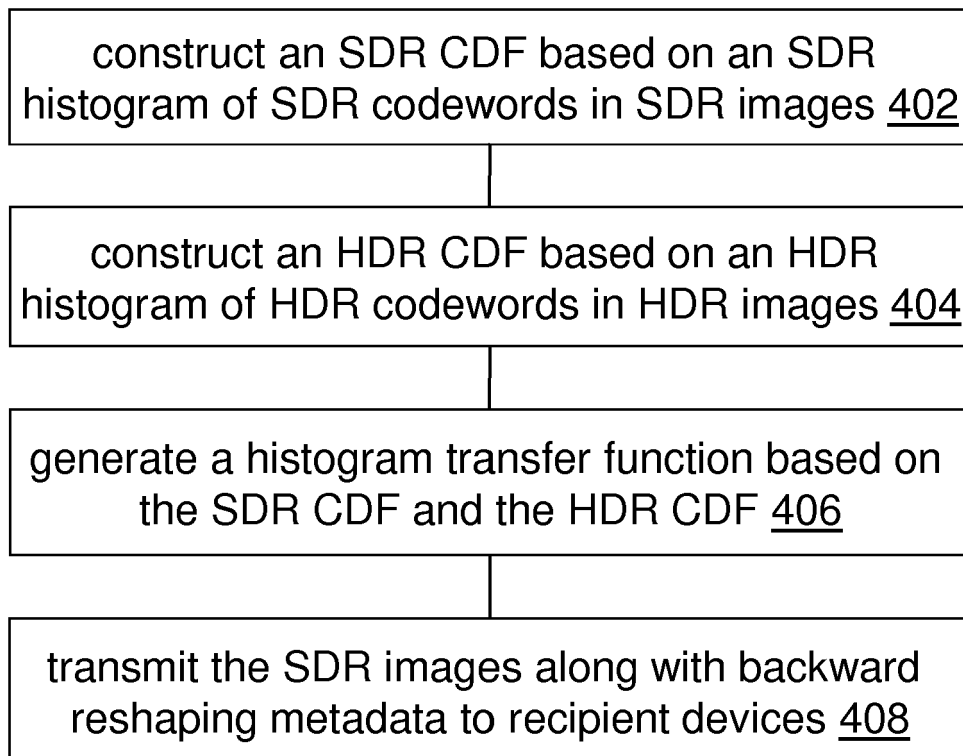 construct an SDR CDF based on an SDR
histogram of SDR codewords in SDR images 402
construct an HDR CDF based on an HDR
histogram of HDR codewords in HDR images 404
generate a histogram transfer function based on
the SDR CDF and the HDR CDF 406
transmit the SDR images along with backward
reshaping metadata to recipient devices 408